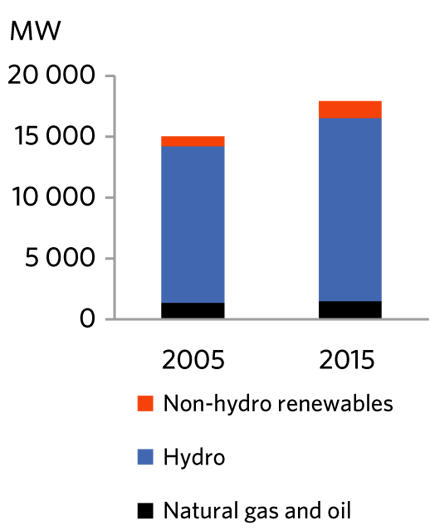 MW
20 000
15 000
10 000
5 000
0
2005 2015
Non-hydro renewables
Hydro
Natural gas and oil